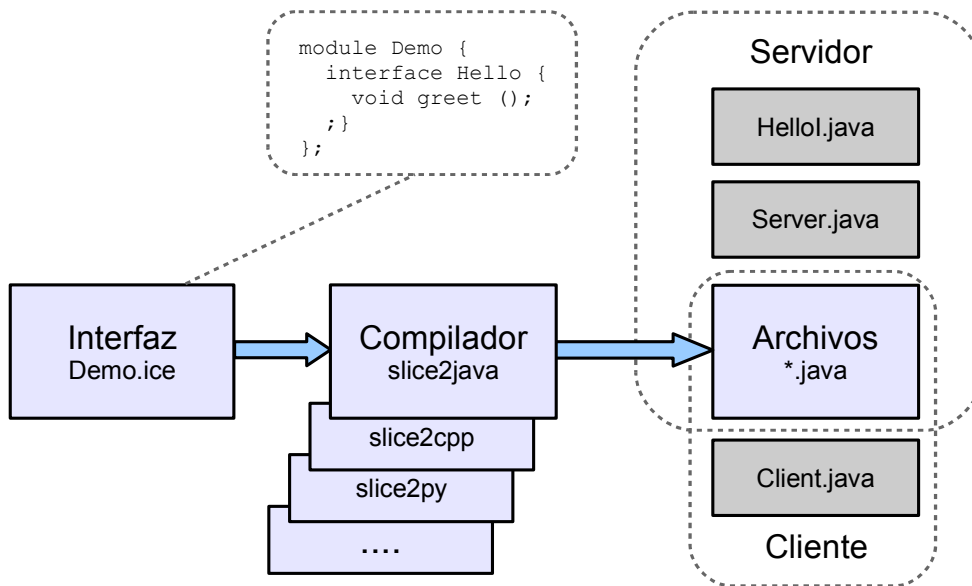 module Demo {
interface Hello {
void greet ();
;}
};
Servidor
HelloI.java
Server.java
Interfaz
Demo.ice
Compilador
slice2java
slice2cpp
slice2py
....
Archivos
*.java
Client.java
Cliente